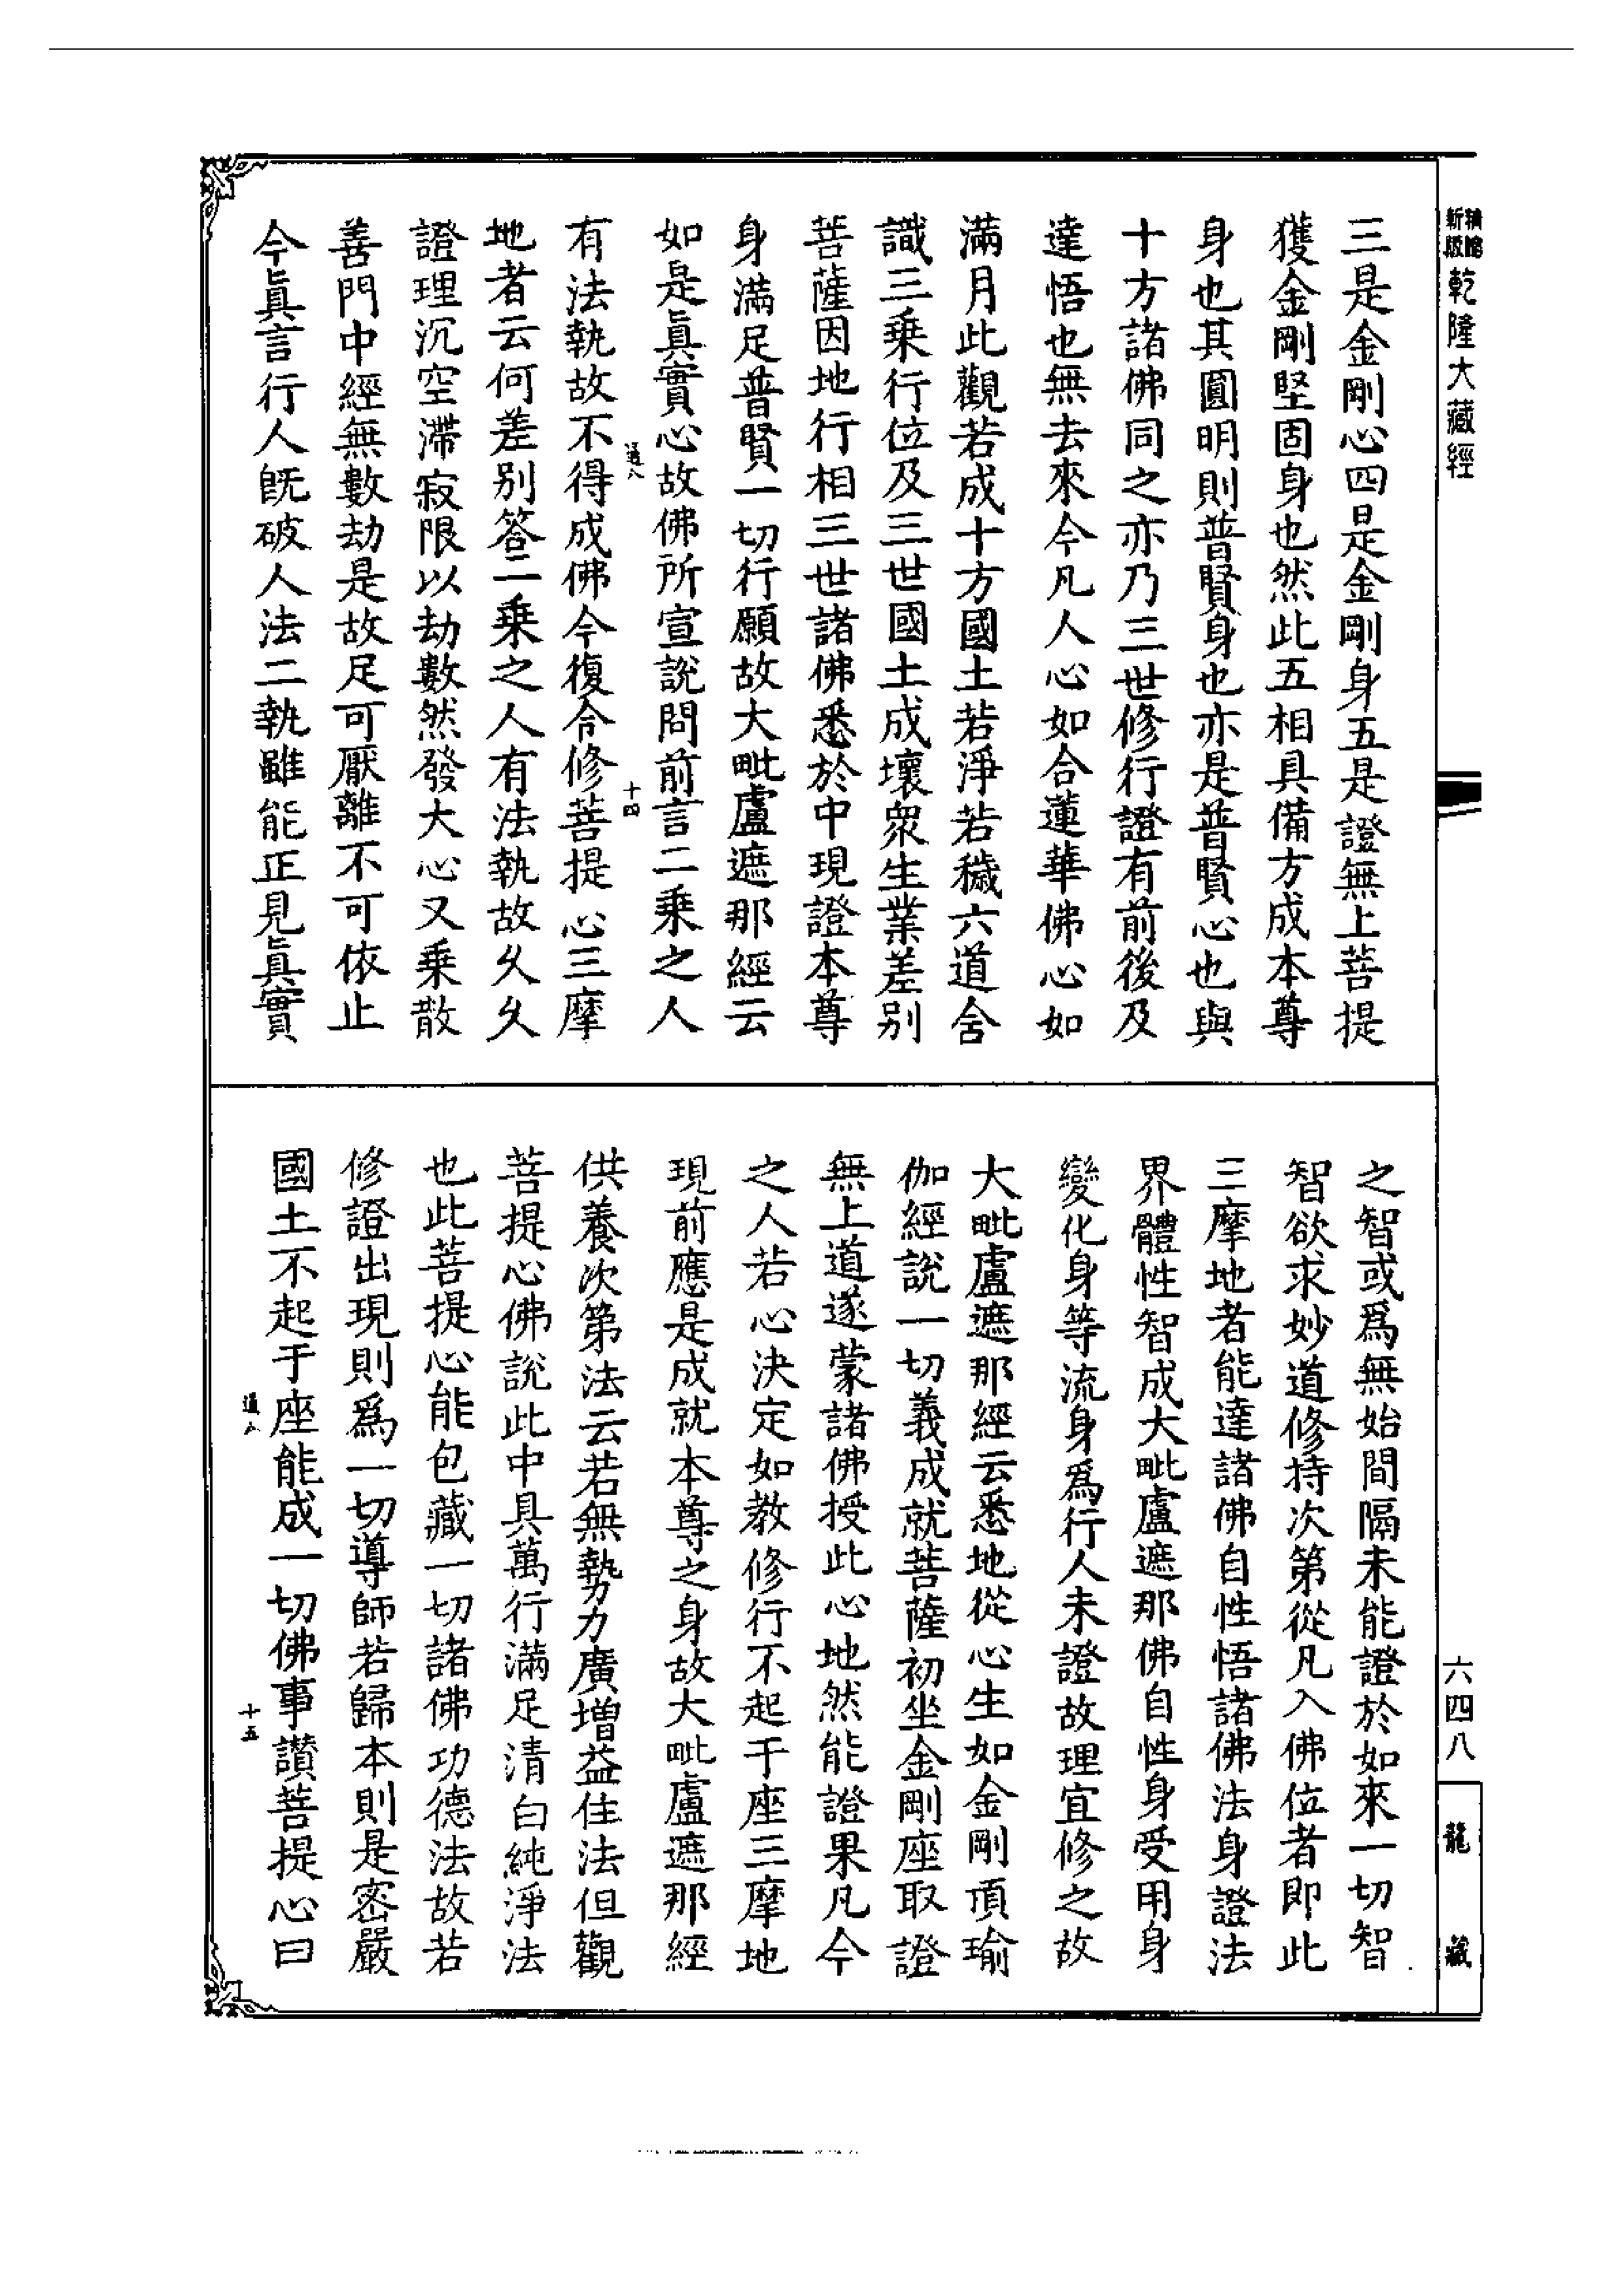 乾隆大藏經
三是金剛心四是金剛身五是證無上菩提
獲金剛堅固身也然此五相具備方成本尊
身也其圓明則普賢身也亦是普賢心也與
十方諸佛同之亦乃三世修行證有前後及
達悟也無去來今凡人心如合蓮華佛心如
滿月此觀若成十方國土若淨若穢六道含
識三乗行位及三世國土成壞衆生業差别
菩薩因地行相三世諸佛悉於中現證本尊
身滿足普賢一切行願故大毗盧遮那經云
如是眞實心故佛所宣說問前言二乗之人
十四
有法執故不得成佛今復令修菩提心三摩
地者云何差别答二乗之人有法執故久久
證理沉空滯寂限以劫數然發大心又乗散
善門中經無數劫是故足可厭離不可依止
今眞言行人旣破人法二執雖能正見眞實
之智或爲無始間隔未能證於如來一切智
智欲求妙道修持次第從凡入佛位者即此
三摩地者能達諸佛自性悟諸佛法身證法
界體性智成大毗盧遮那佛自性身受用身
變化身等流身爲行人未證故理宜修之故
大毗盧遮那經云悉地從心生如金剛頂瑜
伽經說一切義成就菩薩初坐金剛座取證
無上道遂蒙諸佛授此心地然能證果凡今
之人若心決定如教修行不起于座三摩地
現前應是成就本尊之身故大毗盧遮那經
供養次第法云若無勢力廣增益住法但觀
菩提心佛說此中具萬行滿足清白純淨法
也此菩提心能包藏一切諸佛功德法故若
修證出現則爲一切導師若歸本則是密嚴
國土不起于座能成一切佛事讃菩提心曰
十五
六四八
龍藏